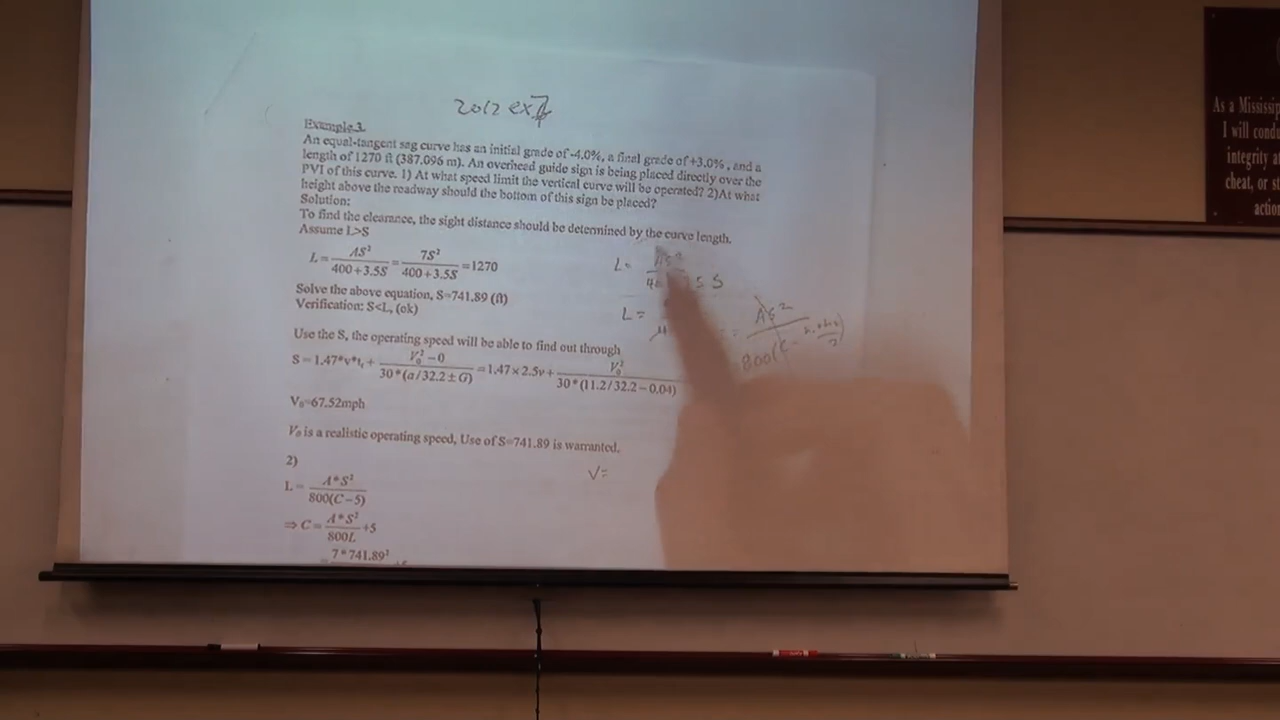 2012 ex
Example 3.
An equal-tangent sag curve has an initial grade of -4.0%, a final grade of +3.0% , and a
length of 1270 ft (387.096 m). An overhead guide sign is being placed directly over the
PVI of this curve. 1) At what speed limit the vertical curve will be operated? 2)At what
height above the roadway should the bottom of this sign be placed?
Solution:
To find the clearance, the sight distance should be determined by the curve length.
Assume L>S
L = AS² / 400+3.5S = 7S² / 400+3.5S = 1270
L =
Solve the above equation, S=741.89 (ft)
Verification: S<L, (ok)
L = = AS² / 800(
Use the S, the operating speed will be able to find out through
S = 1.47*v*tᵣ + V₀² − 0 / 30*(a/32.2 ± G) = 1.47 × 2.5v + V₀² / 30*(11.2/32.2 − 0.04)
V₀=67.52mph
V₀ is a realistic operating speed, Use of S=741.89 is warranted.
V=
2)
L = A*S² / 800(C−5)
⇒ C = A*S² / 800L +5
7*741.89²
As a Mississip
I will cond
integrity a
cheat, or st
action